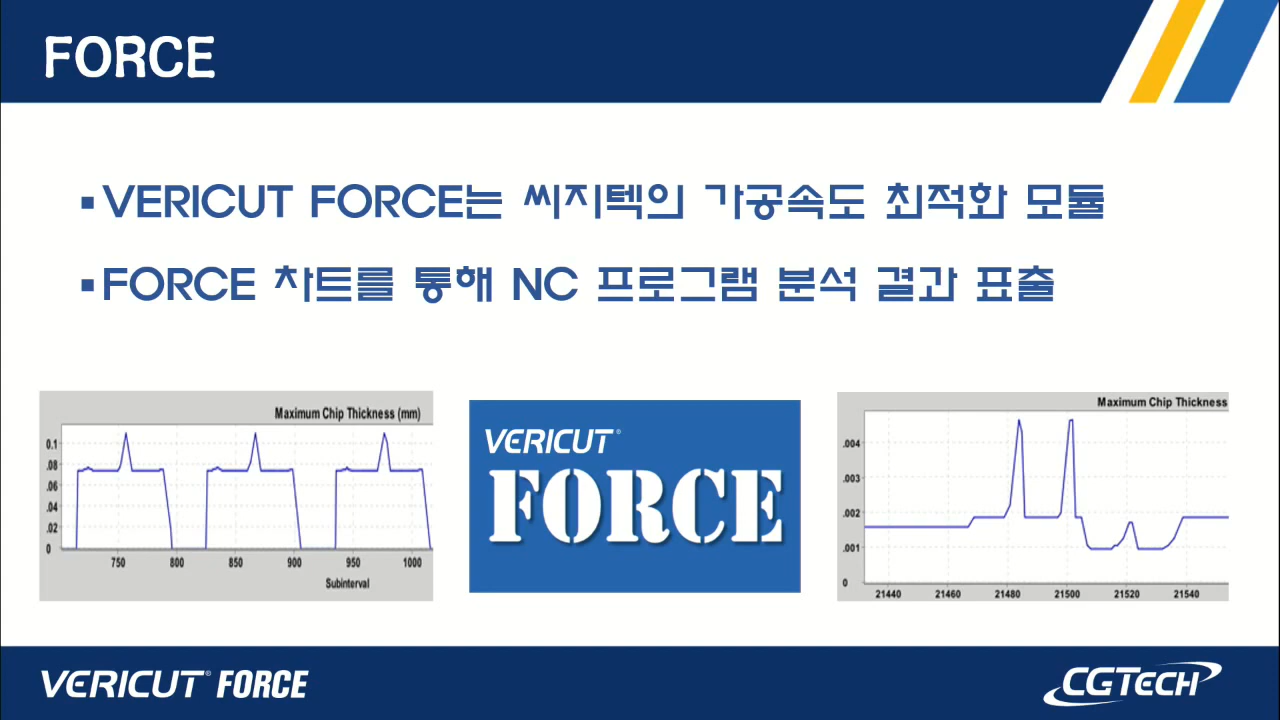 FORCE
▪ VERICUT FORCE는 씨지텍의 가공속도 최적화 모듈
▪ FORCE 차트를 통해 NC 프로그램 분석 결과 표출
Maximum Chip Thickness (mm)
0.1
.08
.06
.04
.02
0
750 800 850 900 950 1000
Subinterval
VERICUT®
FORCE
Maximum Chip Thickness
.004
.003
.002
.001
0
21440 21460 21480 21500 21520 21540
VERICUT® FORCE
CGTECH